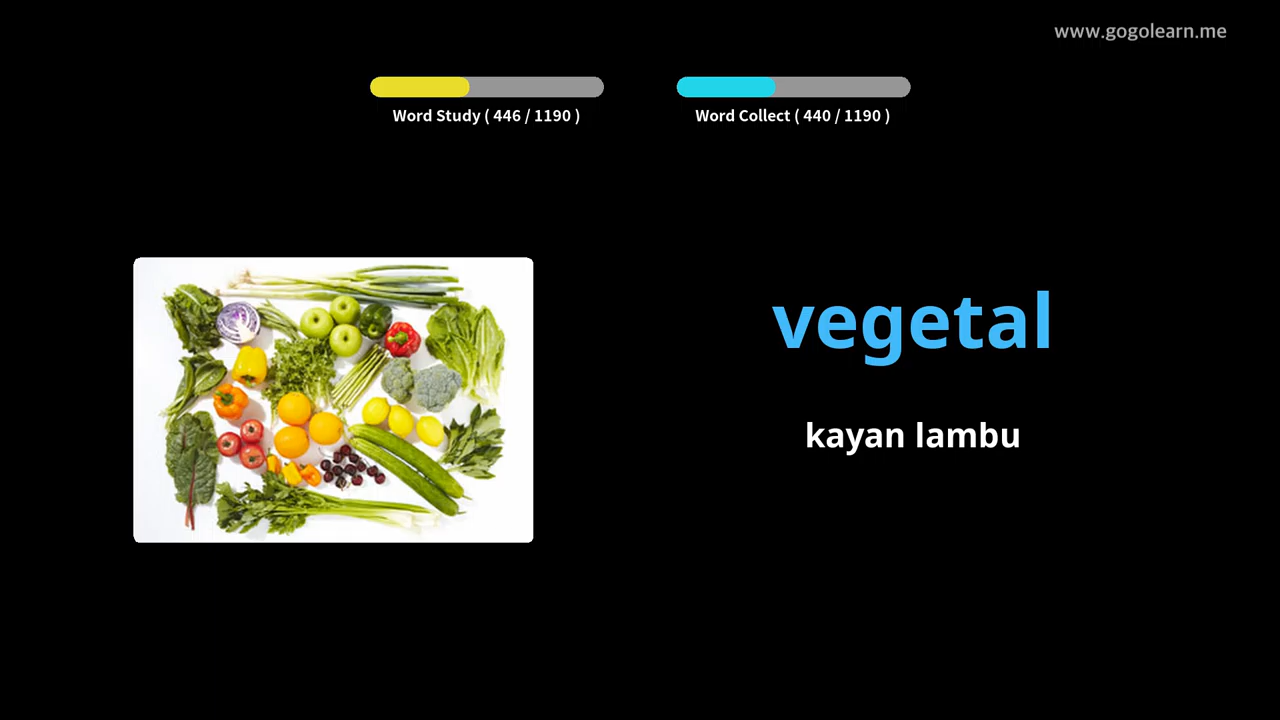 www.gogolearn.me
Word Study ( 446 / 1190 )
Word Collect ( 440 / 1190 )
vegetal
kayan lambu